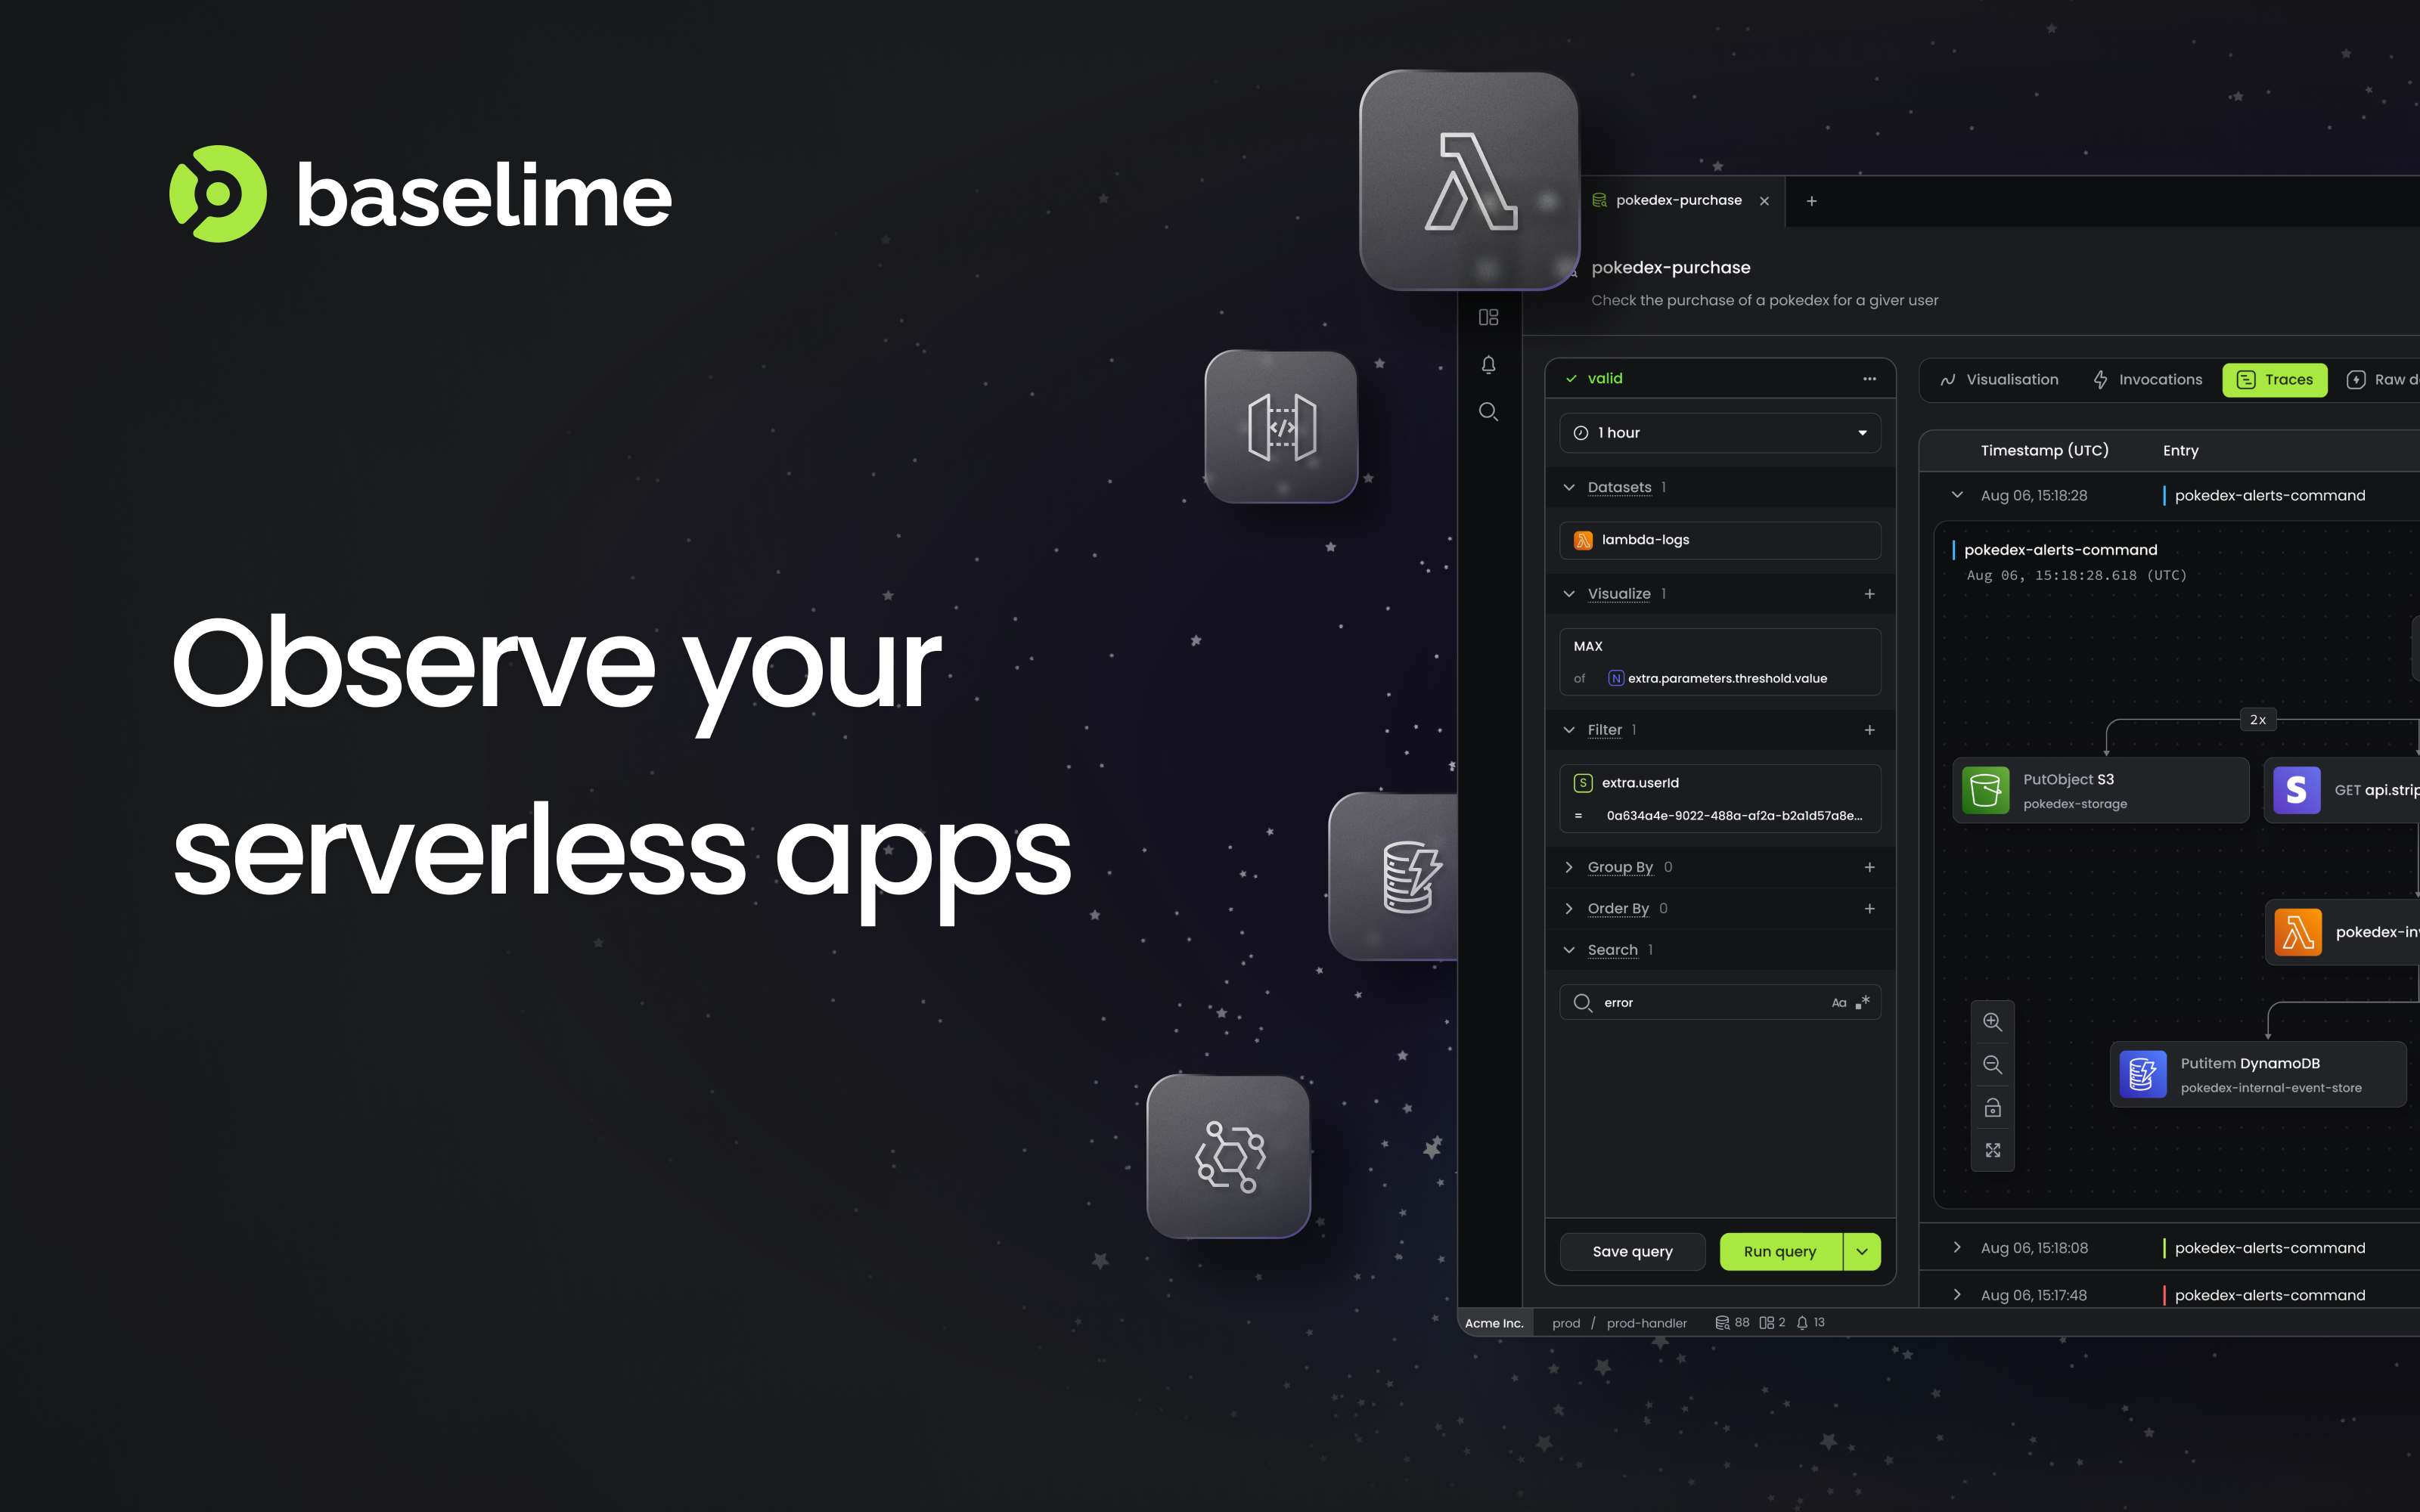 baselime
Observe your
serverless apps
pokedex-purchase
pokedex-purchase
Check the purchase of a pokedex for a giver user
valid
1 hour
Datasets 1
lambda-logs
Visualize 1
MAX
of N extra.parameters.threshold.value
Filter 1
S extra.userId
= 0a634a4e-9022-488a-af2a-b2a1d57a8e...
Group By 0
Order By 0
Search 1
error Aa
Save query Run query
Visualisation Invocations Traces Raw d
Timestamp (UTC) Entry
Aug 06, 15:18:28 pokedex-alerts-command
pokedex-alerts-command
Aug 06, 15:18:28.618 (UTC)
2x
PutObject S3
pokedex-storage
S GET api.strip
pokedex-inv
Putitem DynamoDB
pokedex-internal-event-store
Aug 06, 15:18:08 pokedex-alerts-command
Aug 06, 15:17:48 pokedex-alerts-command
Acme Inc. prod / prod-handler 88 2 13